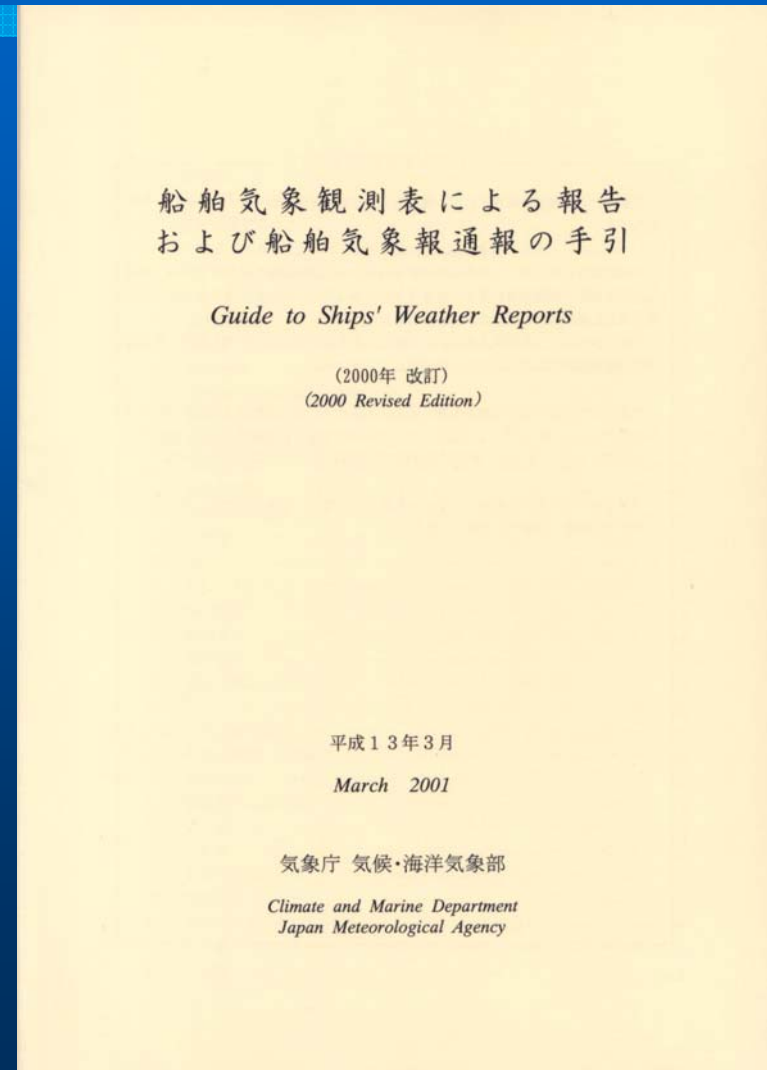 船舶気象観測表による報告
および船舶気象報通報の手引
Guide to Ships' Weather Reports
(2000年 改訂)
(2000 Revised Edition)
平成13年3月
March 2001
気象庁 気候・海洋気象部
Climate and Marine Department
Japan Meteorological Agency